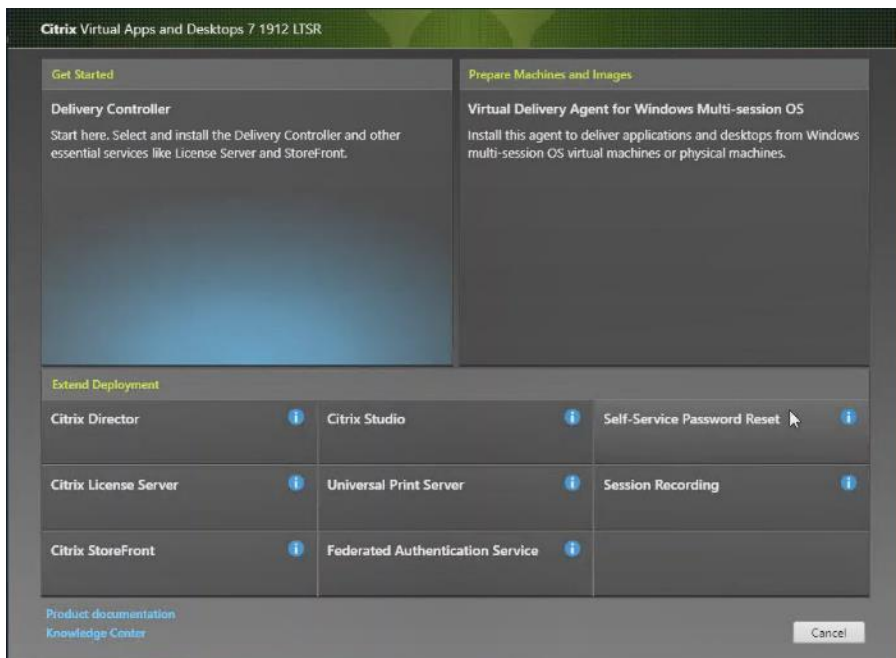 Citrix Virtual Apps and Desktops 7 1912 LTSR
Get Started
Delivery Controller
Start here. Select and install the Delivery Controller and other
essential services like License Server and StoreFront.
Prepare Machines and Images
Virtual Delivery Agent for Windows Multi-session OS
Install this agent to deliver applications and desktops from Windows
multi-session OS virtual machines or physical machines.
Extend Deployment
Citrix Director
Citrix Studio
Self-Service Password Reset
Citrix License Server
Universal Print Server
Session Recording
Citrix StoreFront
Federated Authentication Service
Product documentation
Knowledge Center
Cancel